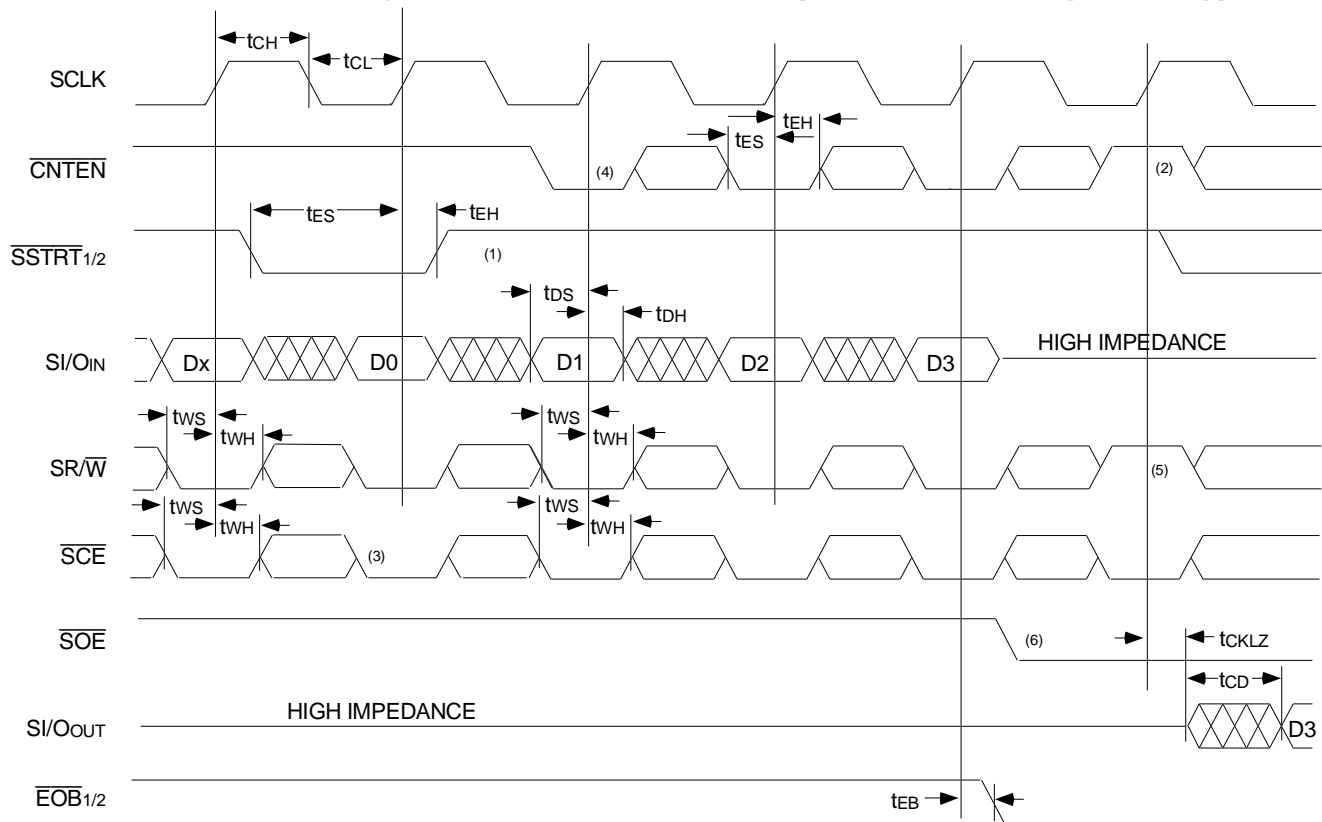 tCH
tCL
SCLK
tES
tEH
CNTEN
(4)
(2)
tES
tEH
SSTRT1/2
(1)
tDS
tDH
SI/OIN
Dx
D0
D1
D2
D3
HIGH IMPEDANCE
tWS
tWH
tWS
tWH
SR/W
(5)
tWS
tWH
tWS
tWH
SCE
(3)
SOE
(6)
tCKLZ
tCD
HIGH IMPEDANCE
SI/OOUT
D3
EOB1/2
tEB